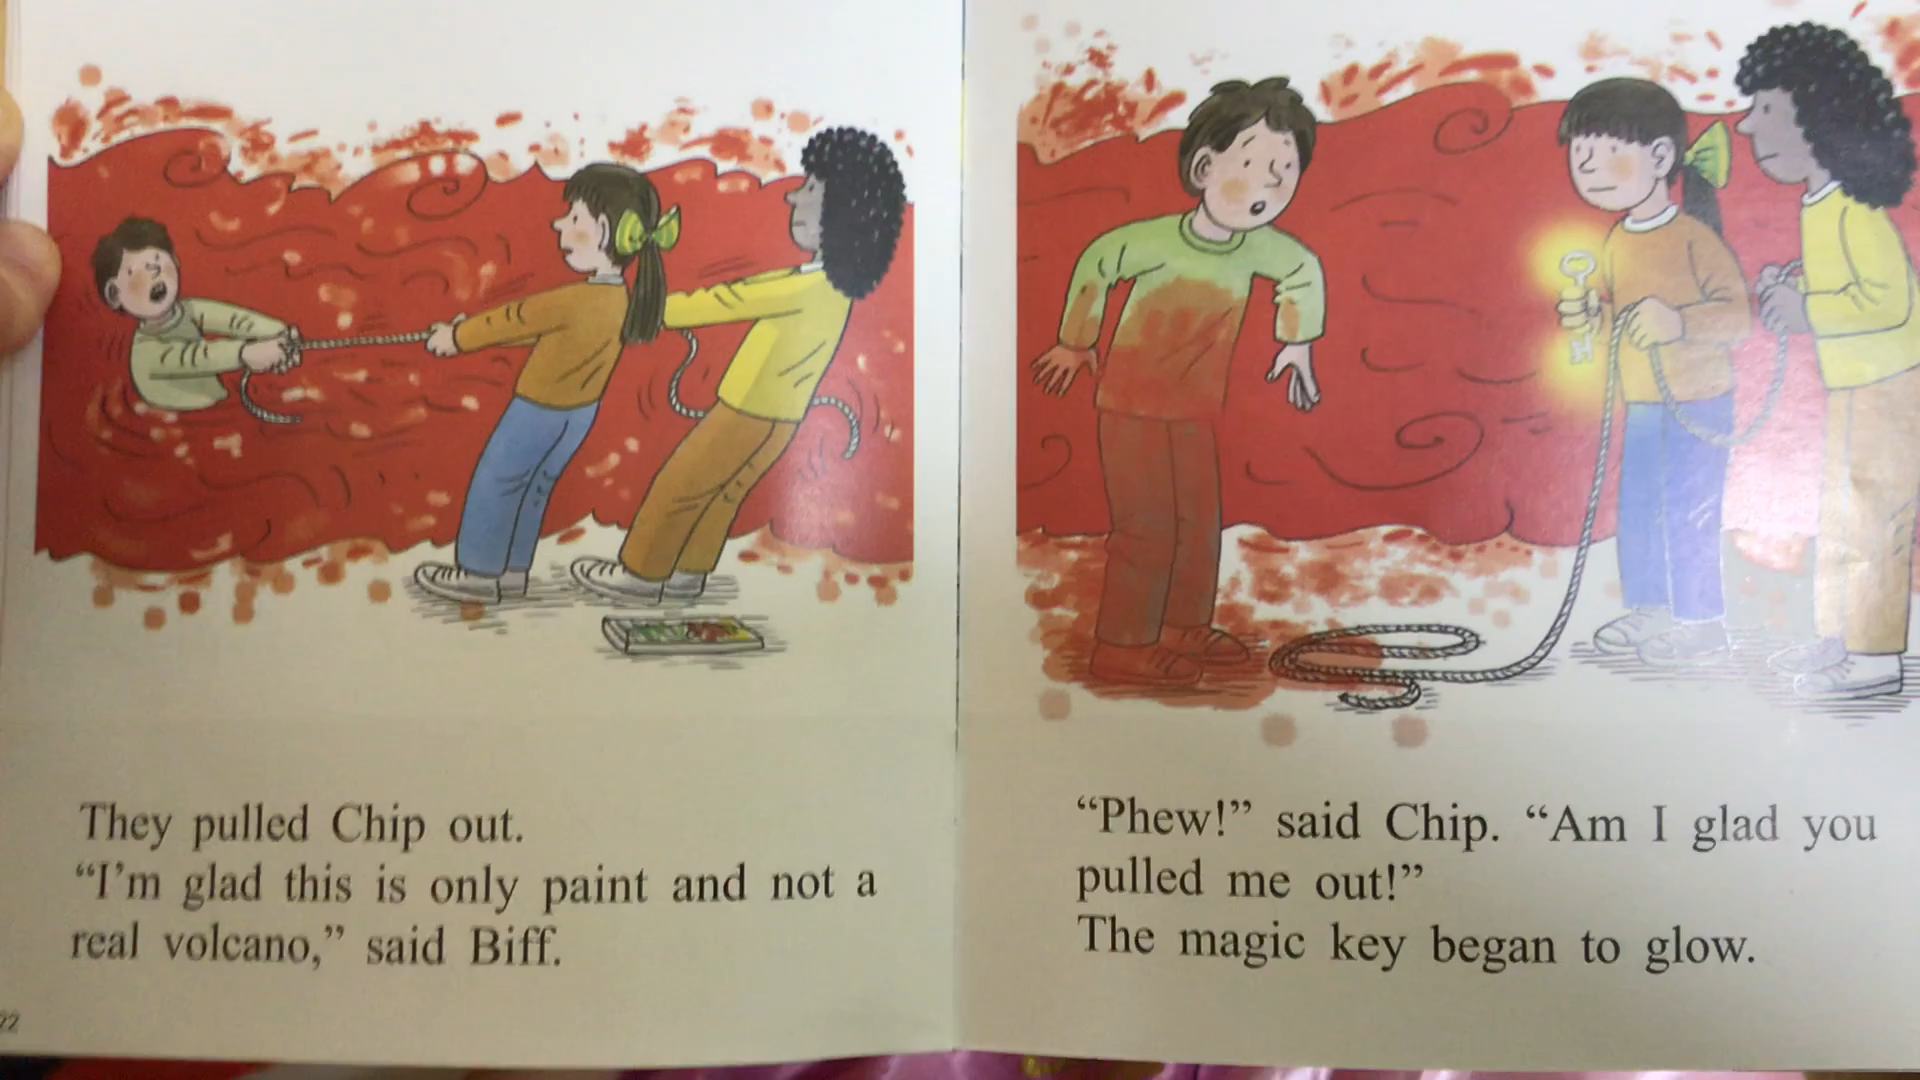 They pulled Chip out.
“I’m glad this is only paint and not a
real volcano,” said Biff.
22
“Phew!” said Chip. “Am I glad you
pulled me out!”
The magic key began to glow.